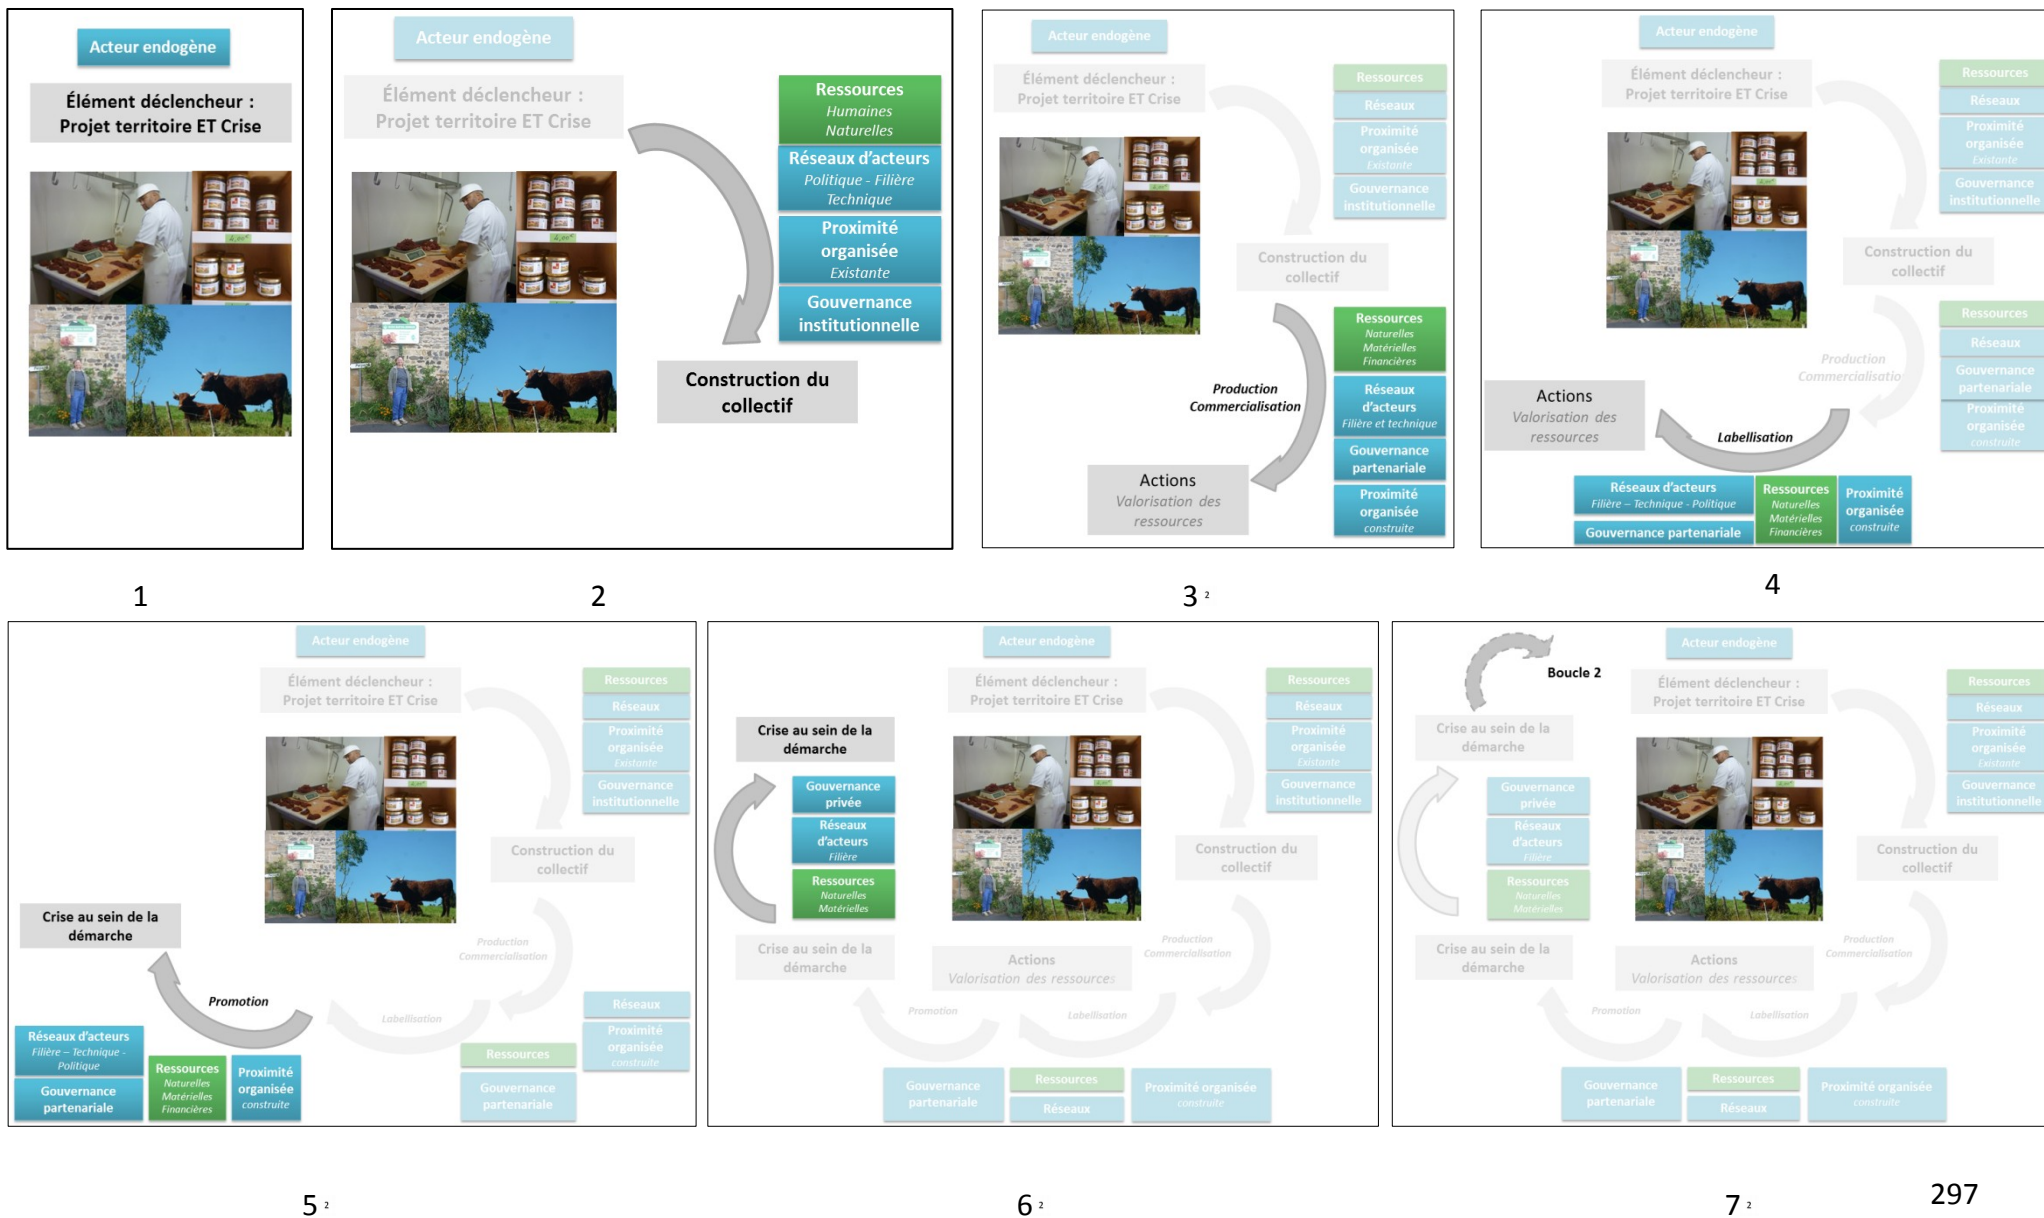 Acteur endogène
Élément déclencheur :
Projet territoire ET Crise
1
Acteur endogène
Élément déclencheur :
Projet territoire ET Crise
Ressources
Humaines
Naturelles
Réseaux d'acteurs
Politique - Filière
Technique
Proximité
organisée
Existante
Gouvernance
institutionnelle
Construction du
collectif
2
Acteur endogène
Élément déclencheur :
Projet territoire ET Crise
Ressources
Réseaux
Proximité
organisée
Existante
Gouvernance
institutionnelle
Construction du
collectif
Production
Commercialisation
Ressources
Naturelles
Matérielles
Financières
Réseaux
d'acteurs
Filière et technique
Gouvernance
partenariale
Proximité
organisée
construite
Actions
Valorisation des
ressources
3 2
Acteur endogène
Élément déclencheur :
Projet territoire ET Crise
Ressources
Réseaux
Proximité
organisée
Existante
Gouvernance
institutionnelle
Construction du
collectif
Ressources
Réseaux
Gouvernance
partenariale
Proximité
organisée
construite
Production
Commercialisatio
Actions
Valorisation des
ressources
Labellisation
Réseaux d'acteurs
Filière – Technique - Politique
Gouvernance partenariale
Ressources
Naturelles
Matérielles
Financières
Proximité
organisée
construite
4
Acteur endogène
Élément déclencheur :
Projet territoire ET Crise
Ressources
Réseaux
Proximité
organisée
Existante
Gouvernance
institutionnelle
Construction du
collectif
Production
Commercialisation
Crise au sein de la
démarche
Promotion
Labellisation
Réseaux
Proximité
organisée
construite
Ressources
Gouvernance
partenariale
Réseaux d'acteurs
Filière – Technique -
Politique
Gouvernance
partenariale
Ressources
Naturelles
Matérielles
Financières
Proximité
organisée
construite
5 2
Acteur endogène
Élément déclencheur :
Projet territoire ET Crise
Ressources
Réseaux
Proximité
organisée
Existante
Gouvernance
institutionnelle
Crise au sein de la
démarche
Gouvernance
privée
Réseaux
d'acteurs
Filière
Ressources
Naturelles
Matérielles
Construction du
collectif
Crise au sein de la
démarche
Actions
Valorisation des ressources
Production
Commercialisation
Promotion
Labellisation
Gouvernance
partenariale
Ressources
Réseaux
Proximité organisée
construite
6 2
Boucle 2
Acteur endogène
Élément déclencheur :
Projet territoire ET Crise
Ressources
Réseaux
Proximité
organisée
Existante
Gouvernance
institutionnelle
Crise au sein de la
démarche
Gouvernance
privée
Réseaux
d'acteurs
Filière
Ressources
Naturelles
Matérielles
Construction du
collectif
Crise au sein de la
démarche
Actions
Valorisation des ressources
Production
Commercialisation
Promotion
Labellisation
Gouvernance
partenariale
Ressources
Réseaux
Proximité organisée
construite
7 2
297